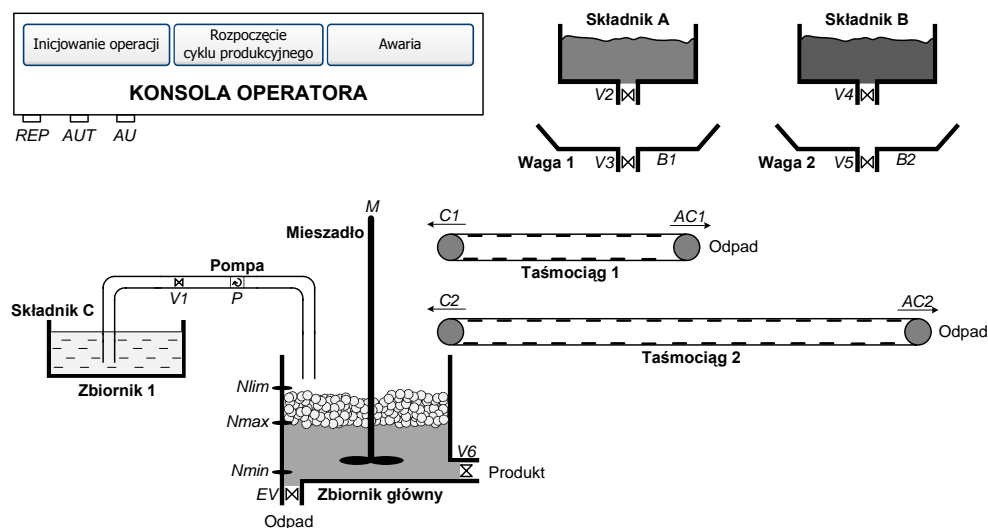 Inicjowanie operacji
Rozpoczęcie
cyklu produkcyjnego
Awaria
KONSOLA OPERATORA
REP
AUT
AU
Składnik A
Składnik B
V2
V4
Waga 1
V3
B1
Waga 2
V5
B2
M
Mieszadło
C1
AC1
Odpad
Taśmociąg 1
Pompa
V1
P
Składnik C
Zbiornik 1
C2
AC2
Odpad
Taśmociąg 2
Nlim
Nmax
Nmin
V6
Produkt
EV
Zbiornik główny
Odpad